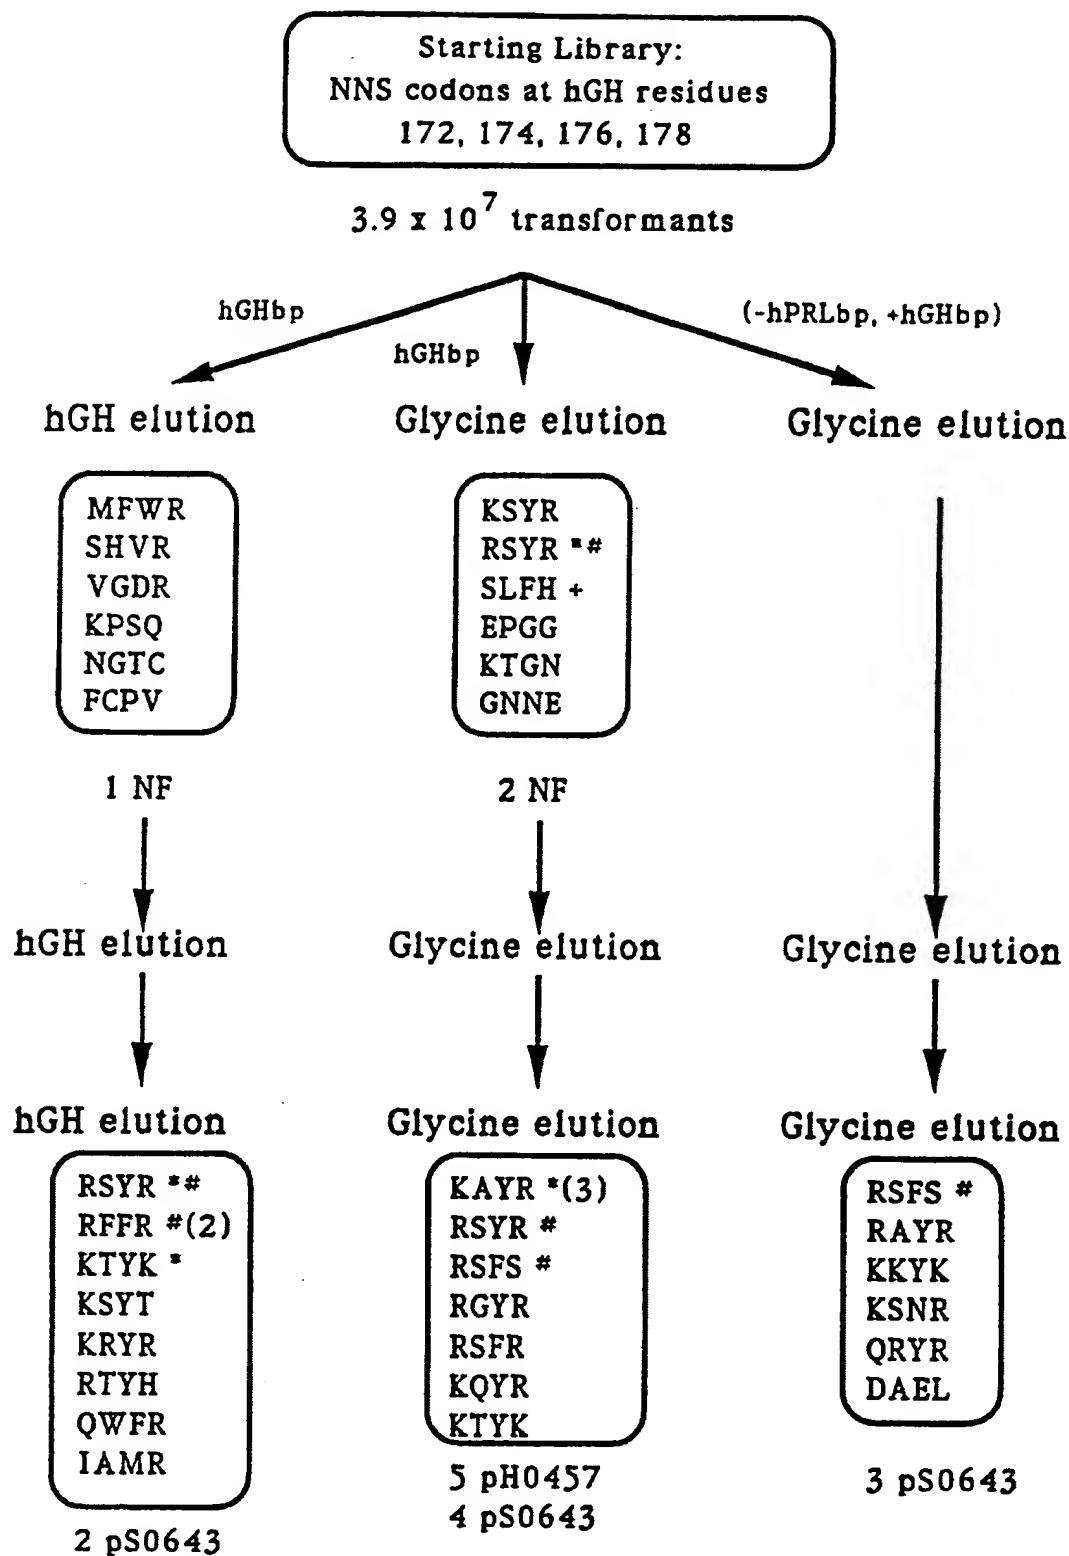 Starting Library:
NNS codons at hGH residues
172, 174, 176, 178
3.9 x 10^7 transformants
hGHbp
hGHbp
(-hPRLbp, +hGHbp)
hGH elution
Glycine elution
Glycine elution
MFWR
SHVR
VGDR
KPSQ
NGTC
FCPV
1 NF
KSYR
RSYR *#
SLFH +
EPGG
KTGN
GNNE
2 NF
hGH elution
Glycine elution
Glycine elution
hGH elution
Glycine elution
Glycine elution
RSYR *#
RFFR #(2)
KTYK *
KSYT
KRYR
RTYH
QWFR
IAMR
2 pS0643
KAYR *(3)
RSYR #
RSFS #
RGYR
RSFR
KQYR
KTYK
5 pH0457
4 pS0643
RSFS #
RAYR
KKYK
KSNR
QRYR
DAEL
3 pS0643